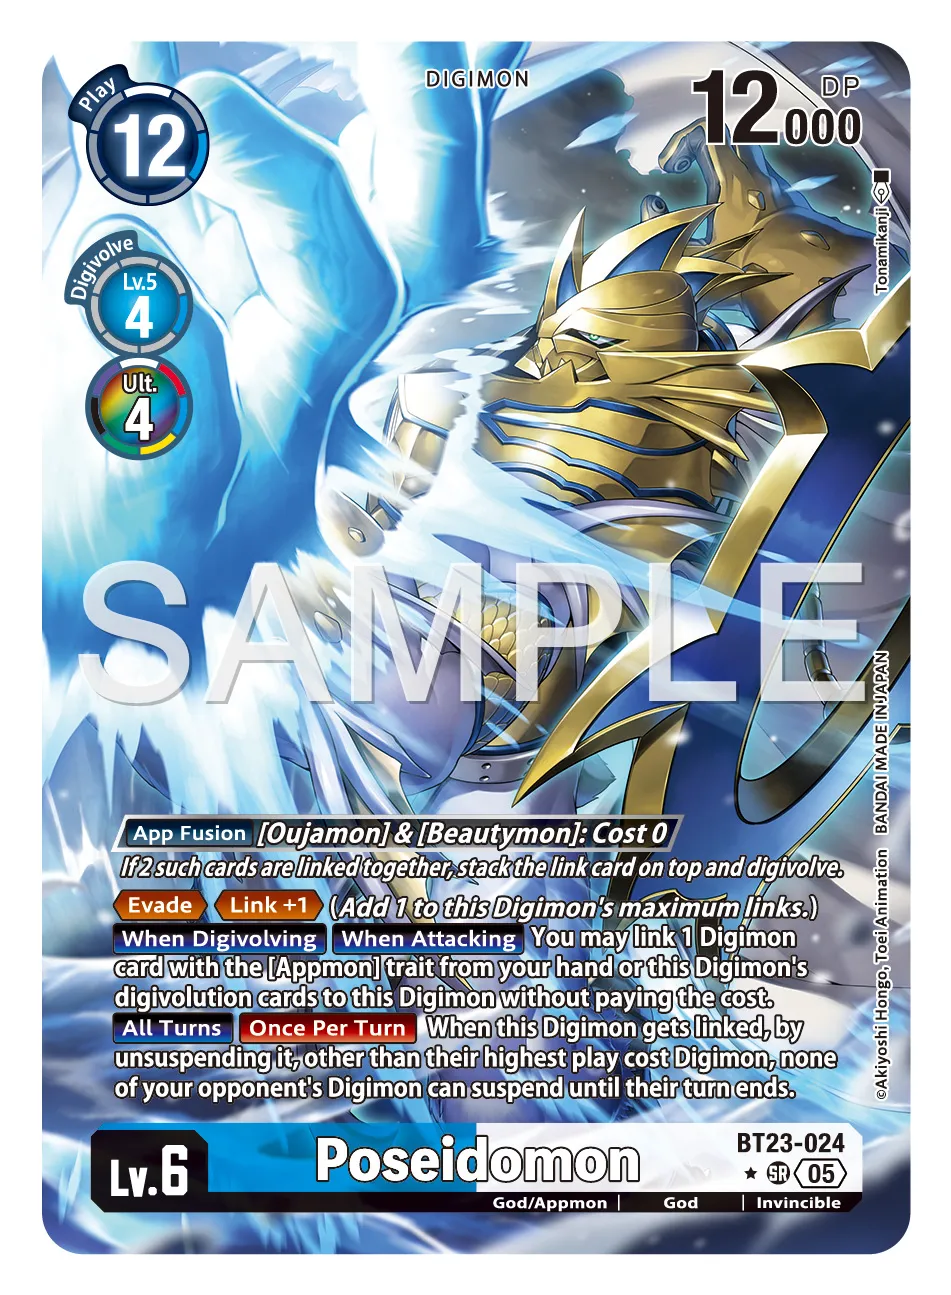 DIGIMON
Play
12
12000
DP
Digivolve
Lv.5
4
Ult.
4
Tonamikanji
SAMPLE
BANDAI MADE IN JAPAN
©Akiyoshi Hongo, Toei Animation
App Fusion [Oujamon] & [Beautymon]: Cost 0
If 2 such cards are linked together, stack the link card on top and digivolve.
Evade Link +1 (Add 1 to this Digimon's maximum links.)
When Digivolving When Attacking You may link 1 Digimon
card with the [Appmon] trait from your hand or this Digimon's
digivolution cards to this Digimon without paying the cost.
All Turns Once Per Turn When this Digimon gets linked, by
unsuspending it, other than their highest play cost Digimon, none
of your opponent's Digimon can suspend until their turn ends.
Lv.6
Poseidomon
BT23-024
SR 05
God/Appmon | God | Invincible